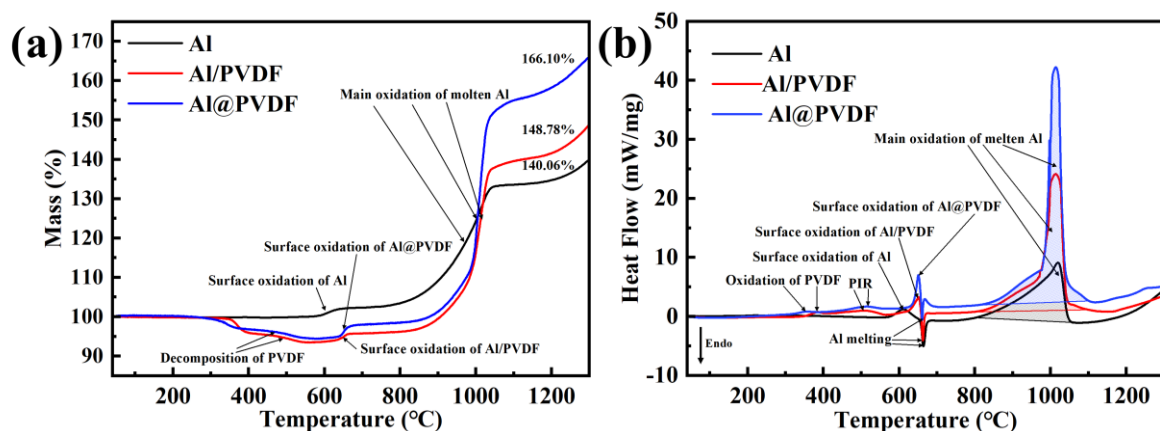 (a)
Al
Al/PVDF
Al@PVDF
166.10%
Main oxidation of molten Al
148.78%
140.06%
Surface oxidation of Al@PVDF
Surface oxidation of Al
Decomposition of PVDF
Surface oxidation of Al/PVDF
Mass (%)
170
160
150
140
130
120
110
100
90
200
400
600
800
1000
1200
Temperature (℃)
(b)
Al
Al/PVDF
Al@PVDF
Main oxidation of melten Al
Surface oxidation of Al@PVDF
Surface oxidation of Al/PVDF
Surface oxidation of Al
Oxidation of PVDF
PIR
Al melting
Endo
Heat Flow (mW/mg)
50
40
30
20
10
0
-10
200
400
600
800
1000
1200
Temperature (℃)